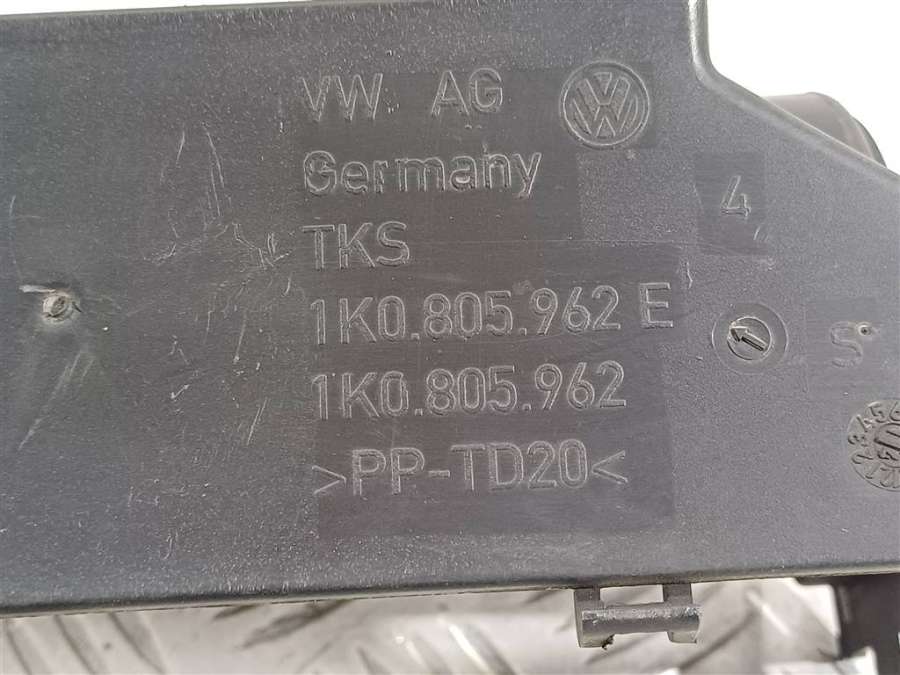 VW AG
Germany
4
TKS
1K0.805.962 E
1K0.805.962
S
>PP-TD20<